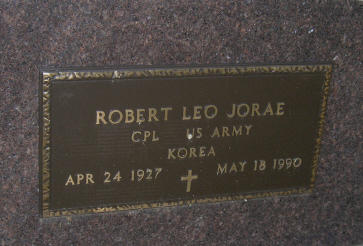 ROBERT LEO JORAE
CPL US ARMY
KOREA
APR 24 1927 MAY 18 1990